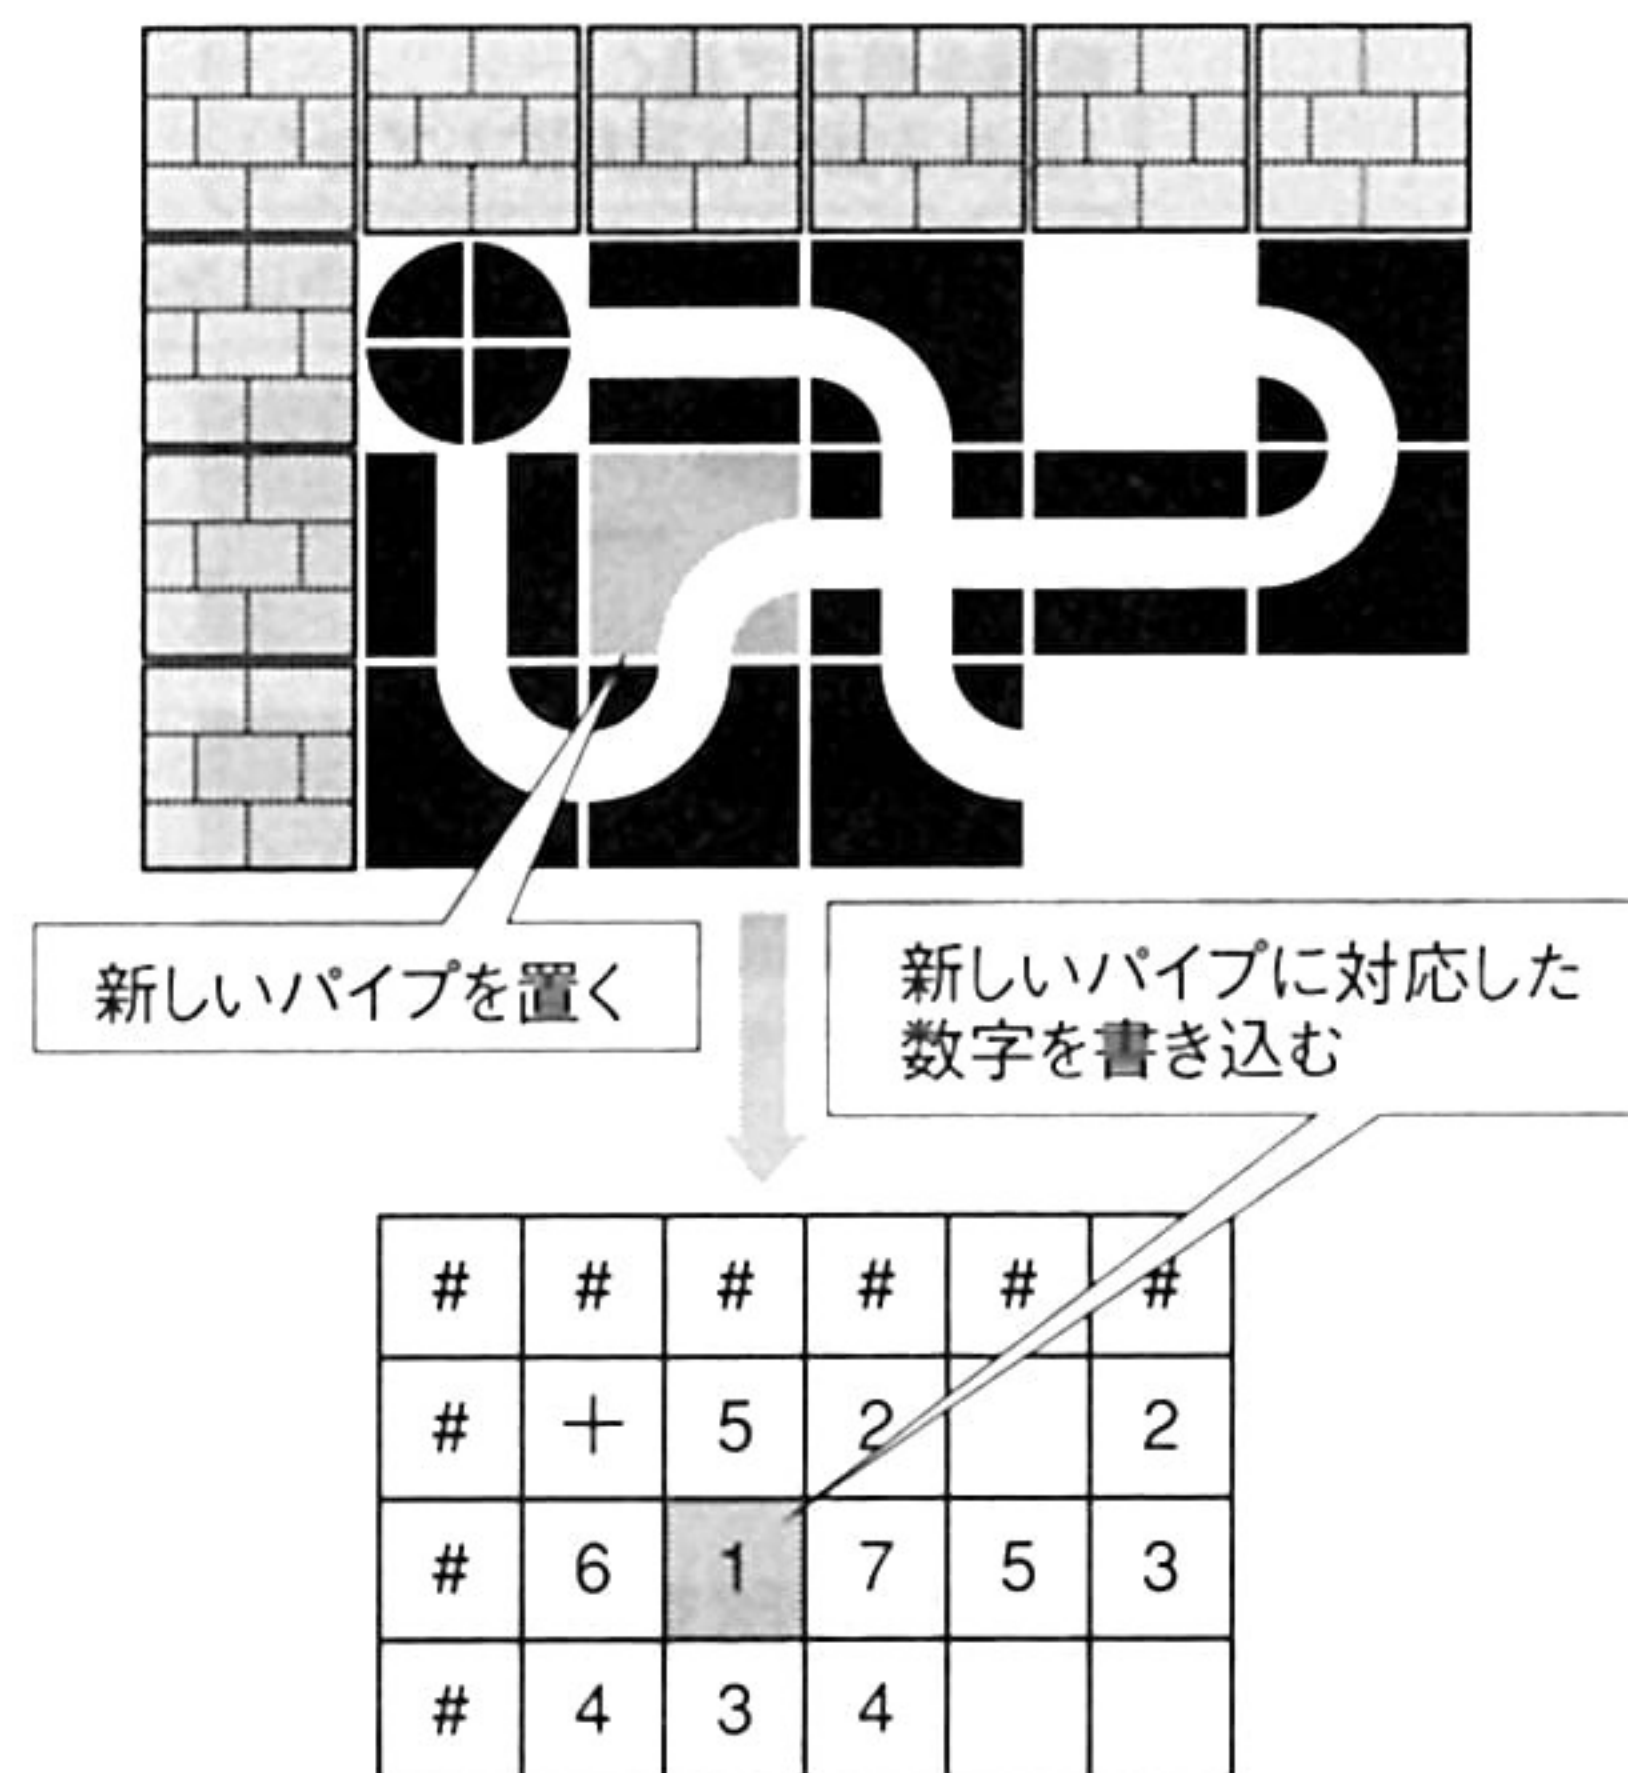 新しいパイプを置く
新しいパイプに対応した
数字を書き込む
# # # # # #
# + 5 2 2
# 6 1 7 5 3
# 4 3 4